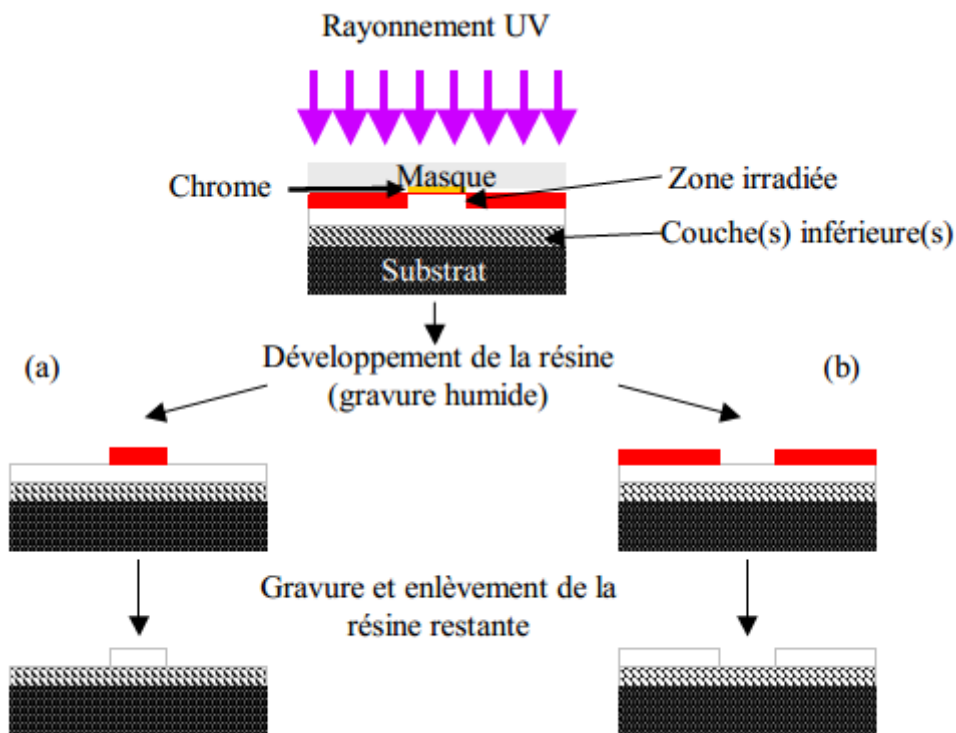 Rayonnement UV
Masque
Chrome
Zone irradiée
Couche(s) inférieure(s)
Substrat
(a)
Développement de la résine
(gravure humide)
(b)
Gravure et enlèvement de la
résine restante